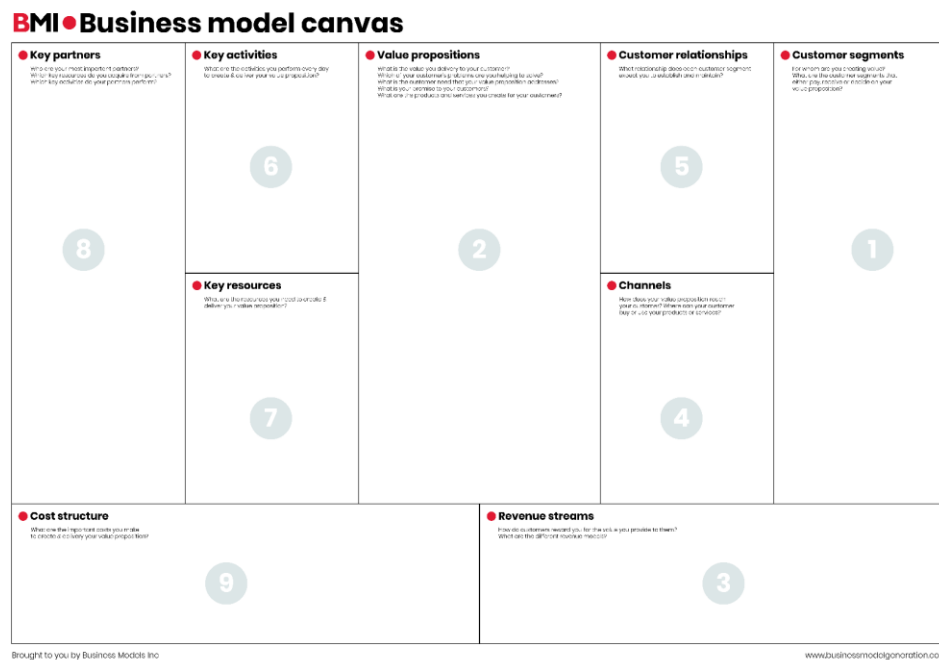 BMI Business model canvas
Key partners
Who are your most important partners?
Which key resources do you acquire from partners?
Which key activities do your partners perform?
8
Key activities
What are the activities you perform every day
to create & deliver your value proposition?
6
Key resources
What are the resources you need to create &
deliver your value proposition?
7
Value propositions
What is the value you delivery to your customer?
Which of your customer's problems are you helping to solve?
What is the customer need that your value proposition addresses?
What is your promise to your customers?
What are the products and services you create for your customers?
2
Customer relationships
What relationship does each customer segment
expect you to establish and maintain?
5
Channels
How does your value proposition reach
your customer? Where can your customer
buy or use your products or services?
4
Customer segments
For whom are you creating value?
What are the customer segments that
either pay, receive or decide on your
value proposition?
1
Cost structure
What are the important costs you make
to create & delivery your value proposition?
9
Revenue streams
How do customers reward you for the value you provide to them?
What are the different revenue models?
3
Brought to you by Business Models Inc
www.businessmodelgeneration.co